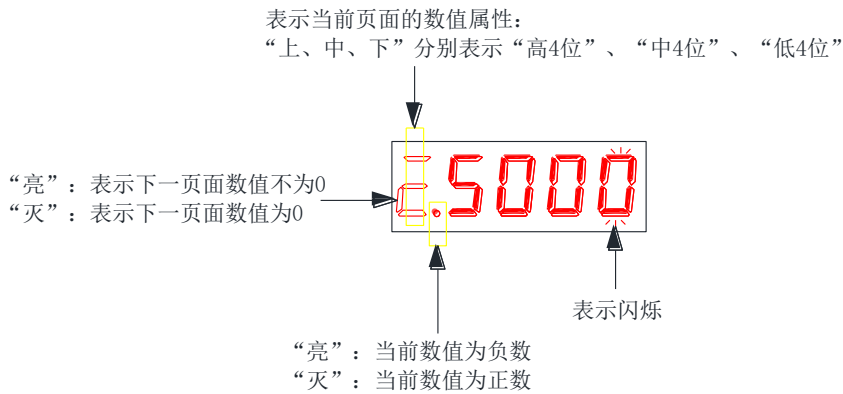 表示当前页面的数值属性：
“上、中、下”分别表示“高4位”、“中4位”、“低4位”
.5000
“亮”：表示下一页面数值不为0
“灭”：表示下一页面数值为0
表示闪烁
“亮”：当前数值为负数
“灭”：当前数值为正数